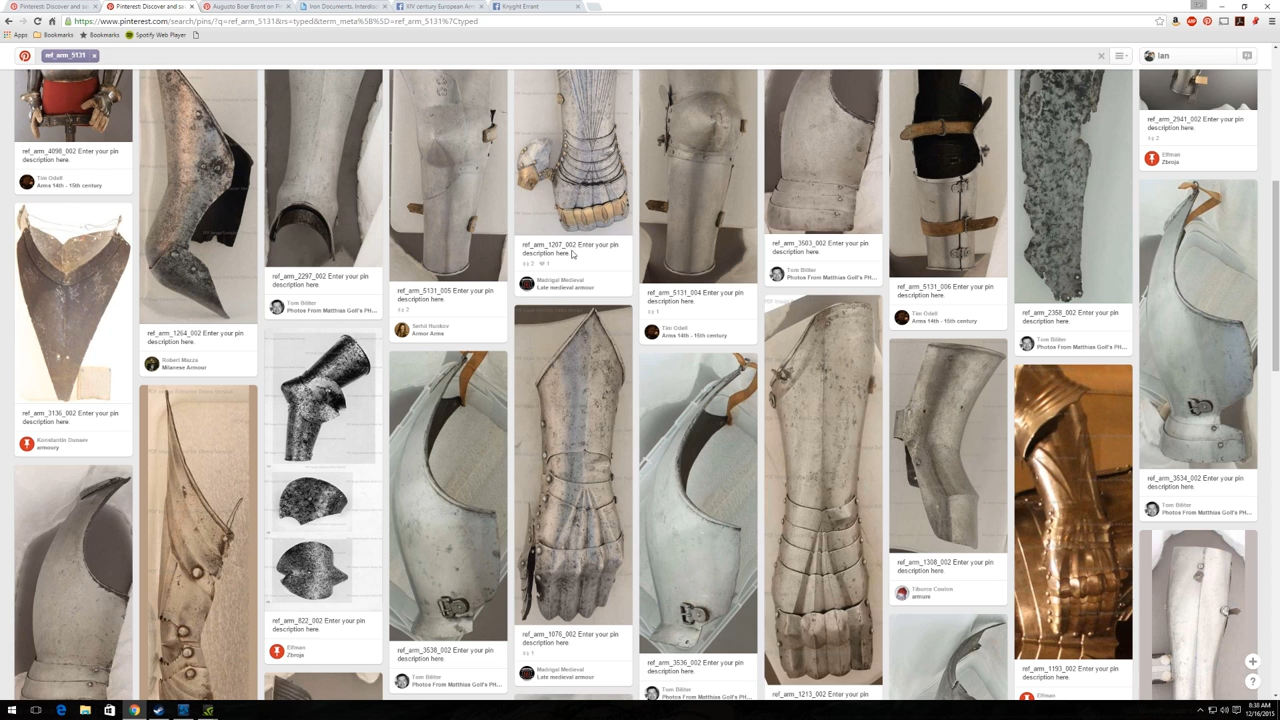 Pinterest: Discover and sa
Pinterest: Discover and sa
Augusto Boer Bront on P
Iron Documents. Interdisc
XIV century European Arm
Knyght Errant
https://www.pinterest.com/search/pins/?q=ref_arm_5131&rs=typed&term_meta%5B%5D=ref_arm_5131%7Ctyped
Apps
Bookmarks
Bookmarks
Spotify Web Player
ref_arm_5131
Ian
ref_arm_4098_002 Enter your pin
description here.
Tim Odell
Arms 14th - 15th century
ref_arm_3136_002 Enter your pin
description here.
Konstantin Dunaev
armoury
ref_arm_1264_002 Enter your pin
description here.
Robert Mazza
Milanese Armour
ref_arm_2297_002 Enter your pin
description here.
Tom Biliter
Photos From Matthias Goll's PH...
ref_arm_822_002 Enter your pin
description here.
Elfman
Zbroja
ref_arm_5131_005 Enter your pin
description here.
2
Serhii Hunkov
Armor Arms
ref_arm_3538_002 Enter your pin
description here.
Tom Biliter
Photos From Matthias Goll's PH...
ref_arm_1207_002 Enter your pin
description here.
2 1
Madrigal Medieval
Late medieval armour
ref_arm_1076_002 Enter your pin
description here.
1
Madrigal Medieval
Late medieval armour
ref_arm_5131_004 Enter your pin
description here.
1
Tim Odell
Arms 14th - 15th century
ref_arm_3536_002 Enter your pin
description here.
Tom Biliter
Photos From Matthias Goll's PH...
ref_arm_3503_002 Enter your pin
description here.
Tom Biliter
Photos From Matthias Goll's PH...
ref_arm_1213_002 Enter your pin
ref_arm_5131_006 Enter your pin
description here.
Tim Odell
Arms 14th - 15th century
ref_arm_1308_002 Enter your pin
description here.
Tiburce Couton
armure
ref_arm_2358_002 Enter your pin
description here.
Tom Biliter
Photos From Matthias Goll's PH...
ref_arm_1193_002 Enter your pin
description here.
Elfman
ref_arm_2941_002 Enter your pin
description here.
2
Elfman
Zbroja
ref_arm_3534_002 Enter your pin
description here.
Tom Biliter
Photos From Matthias Goll's PH...
?
8:38 AM
12/16/2015